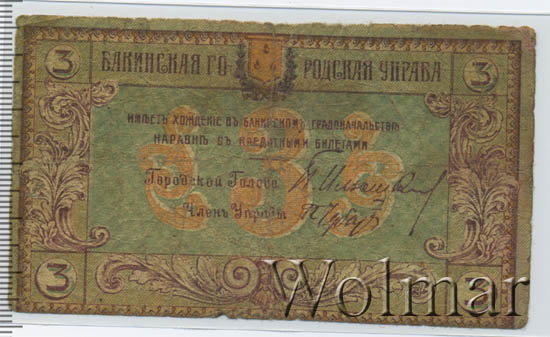 3 БАКИНСКАЯ ГОРОДСКАЯ УПРАВА 3
ИМѢЕТЪ ХОЖДЕНІЕ ВЪ БАКИНСКОМЪ ГРАДОНАЧАЛЬСТВѢ
НАРАВНѢ СЪ КРЕДИТНЫМИ БИЛЕТАМИ
3
Городской Голова
Членъ Управы
3 3
Wolmar